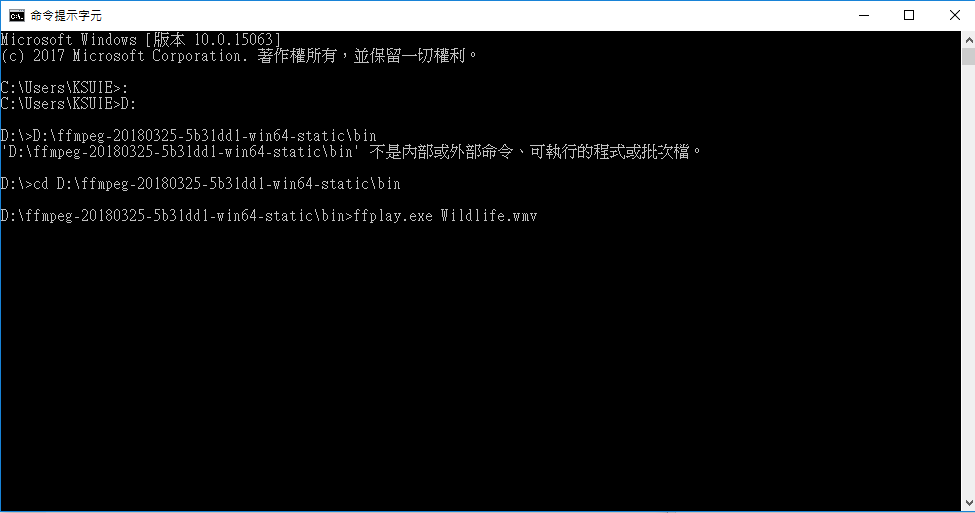 命令提示字元
Microsoft Windows [版本 10.0.15063]
(c) 2017 Microsoft Corporation. 著作權所有，並保留一切權利。
C:\Users\KSUIE>:
C:\Users\KSUIE>D:
D:\>D:\ffmpeg-20180325-5b31dd1-win64-static\bin
'D:\ffmpeg-20180325-5b31dd1-win64-static\bin' 不是內部或外部命令、可執行的程式或批次檔。
D:\>cd D:\ffmpeg-20180325-5b31dd1-win64-static\bin
D:\ffmpeg-20180325-5b31dd1-win64-static\bin>ffplay.exe Wildlife.wmv